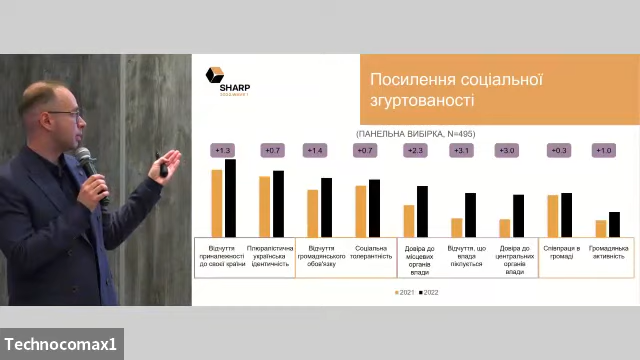 SHARP
Посилення соціальної
згуртованості
(ПАНЕЛЬНА ВИБІРКА, N=495)
+1.3
+0.7
+1.4
+0.7
+2.3
+3.1
+3.0
+0.3
+1.0
Відчуття
приналежності
до своєї країни
Плюралістична
українська
ідентичність
Відчуття
громадянського
обов'язку
Соціальна
толерантність
Довіра до
місцевих
органів
влади
Відчуття, що
влада
піклується
Довіра до
центральних
органів
влади
Співпраця в
громаді
Громадянька
активність
2021 2022
Technocomax1